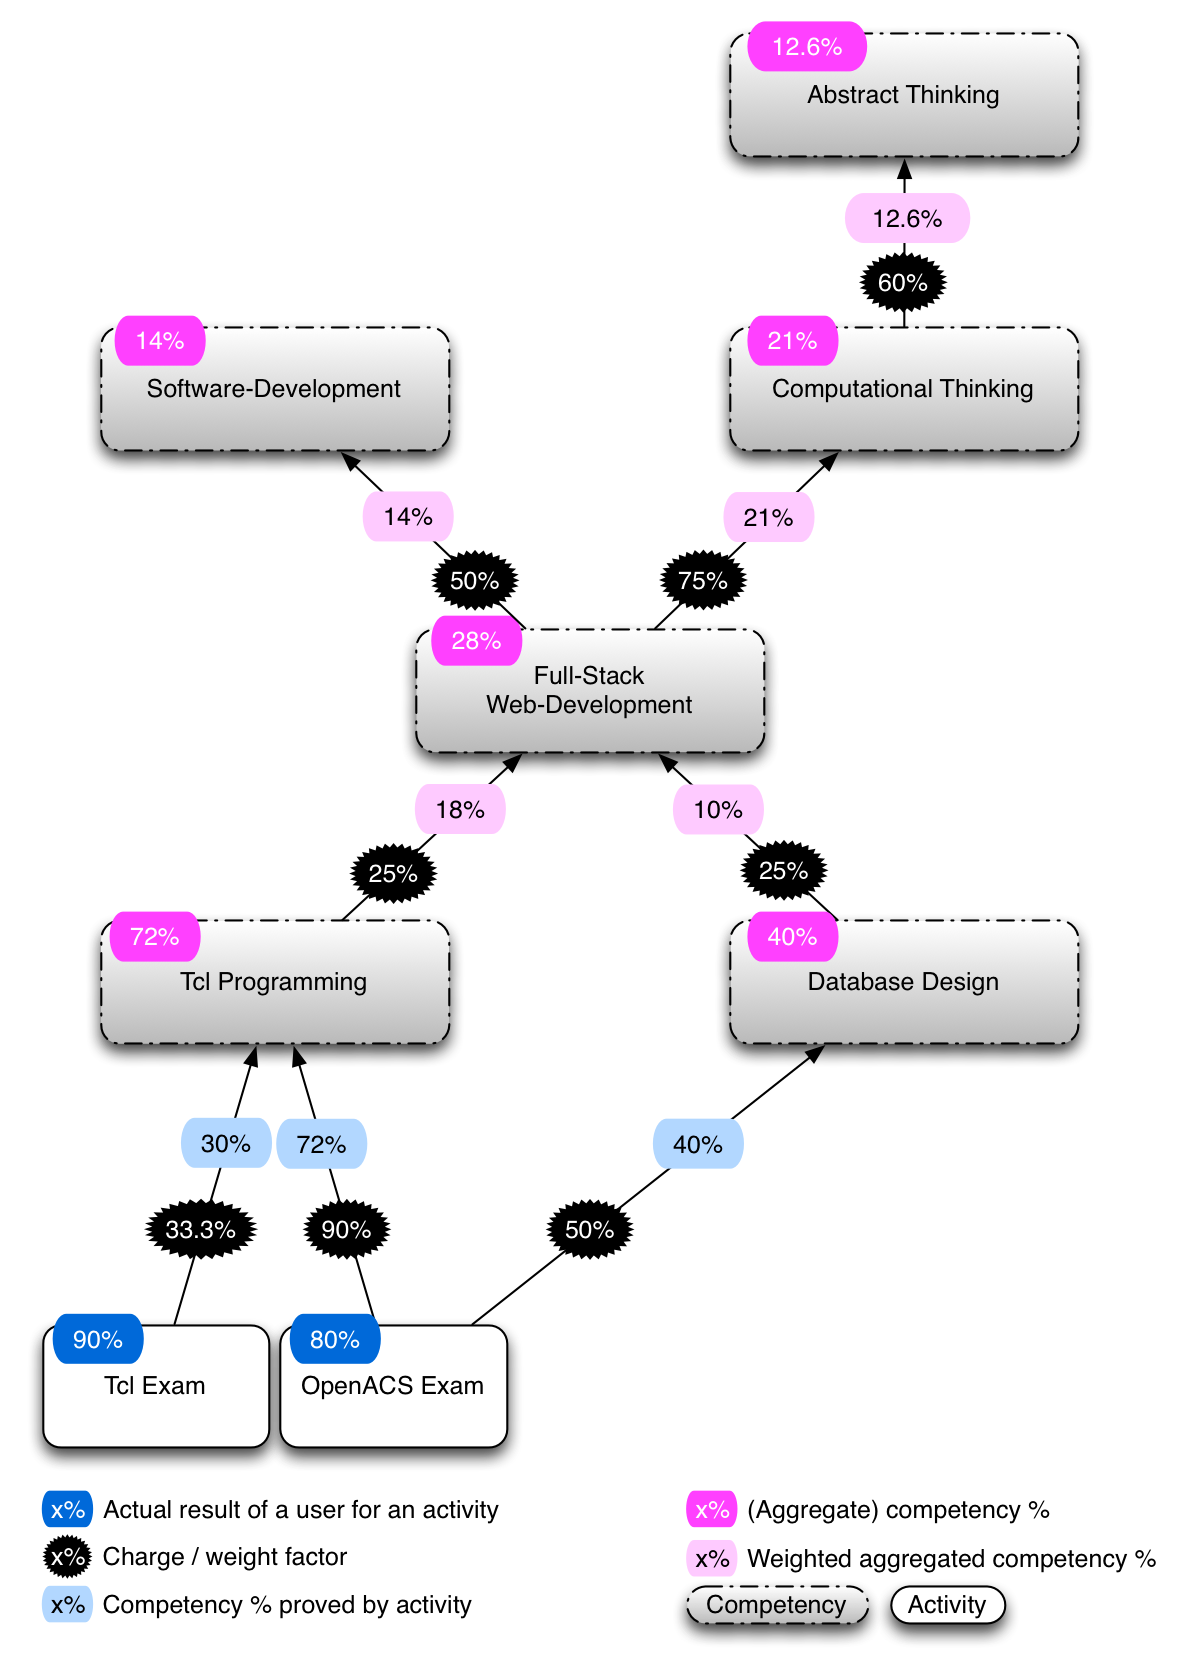 12.6%
Abstract Thinking
12.6%
60%
14%
Software-Development
21%
Computational Thinking
14%
21%
50%
75%
28%
Full-Stack
Web-Development
18%
10%
25%
25%
72%
Tcl Programming
40%
Database Design
30%
72%
40%
33.3%
90%
50%
90%
Tcl Exam
80%
OpenACS Exam
x% Actual result of a user for an activity
x% Charge / weight factor
x% Competency % proved by activity
x% (Aggregate) competency %
x% Weighted aggregated competency %
Competency
Activity